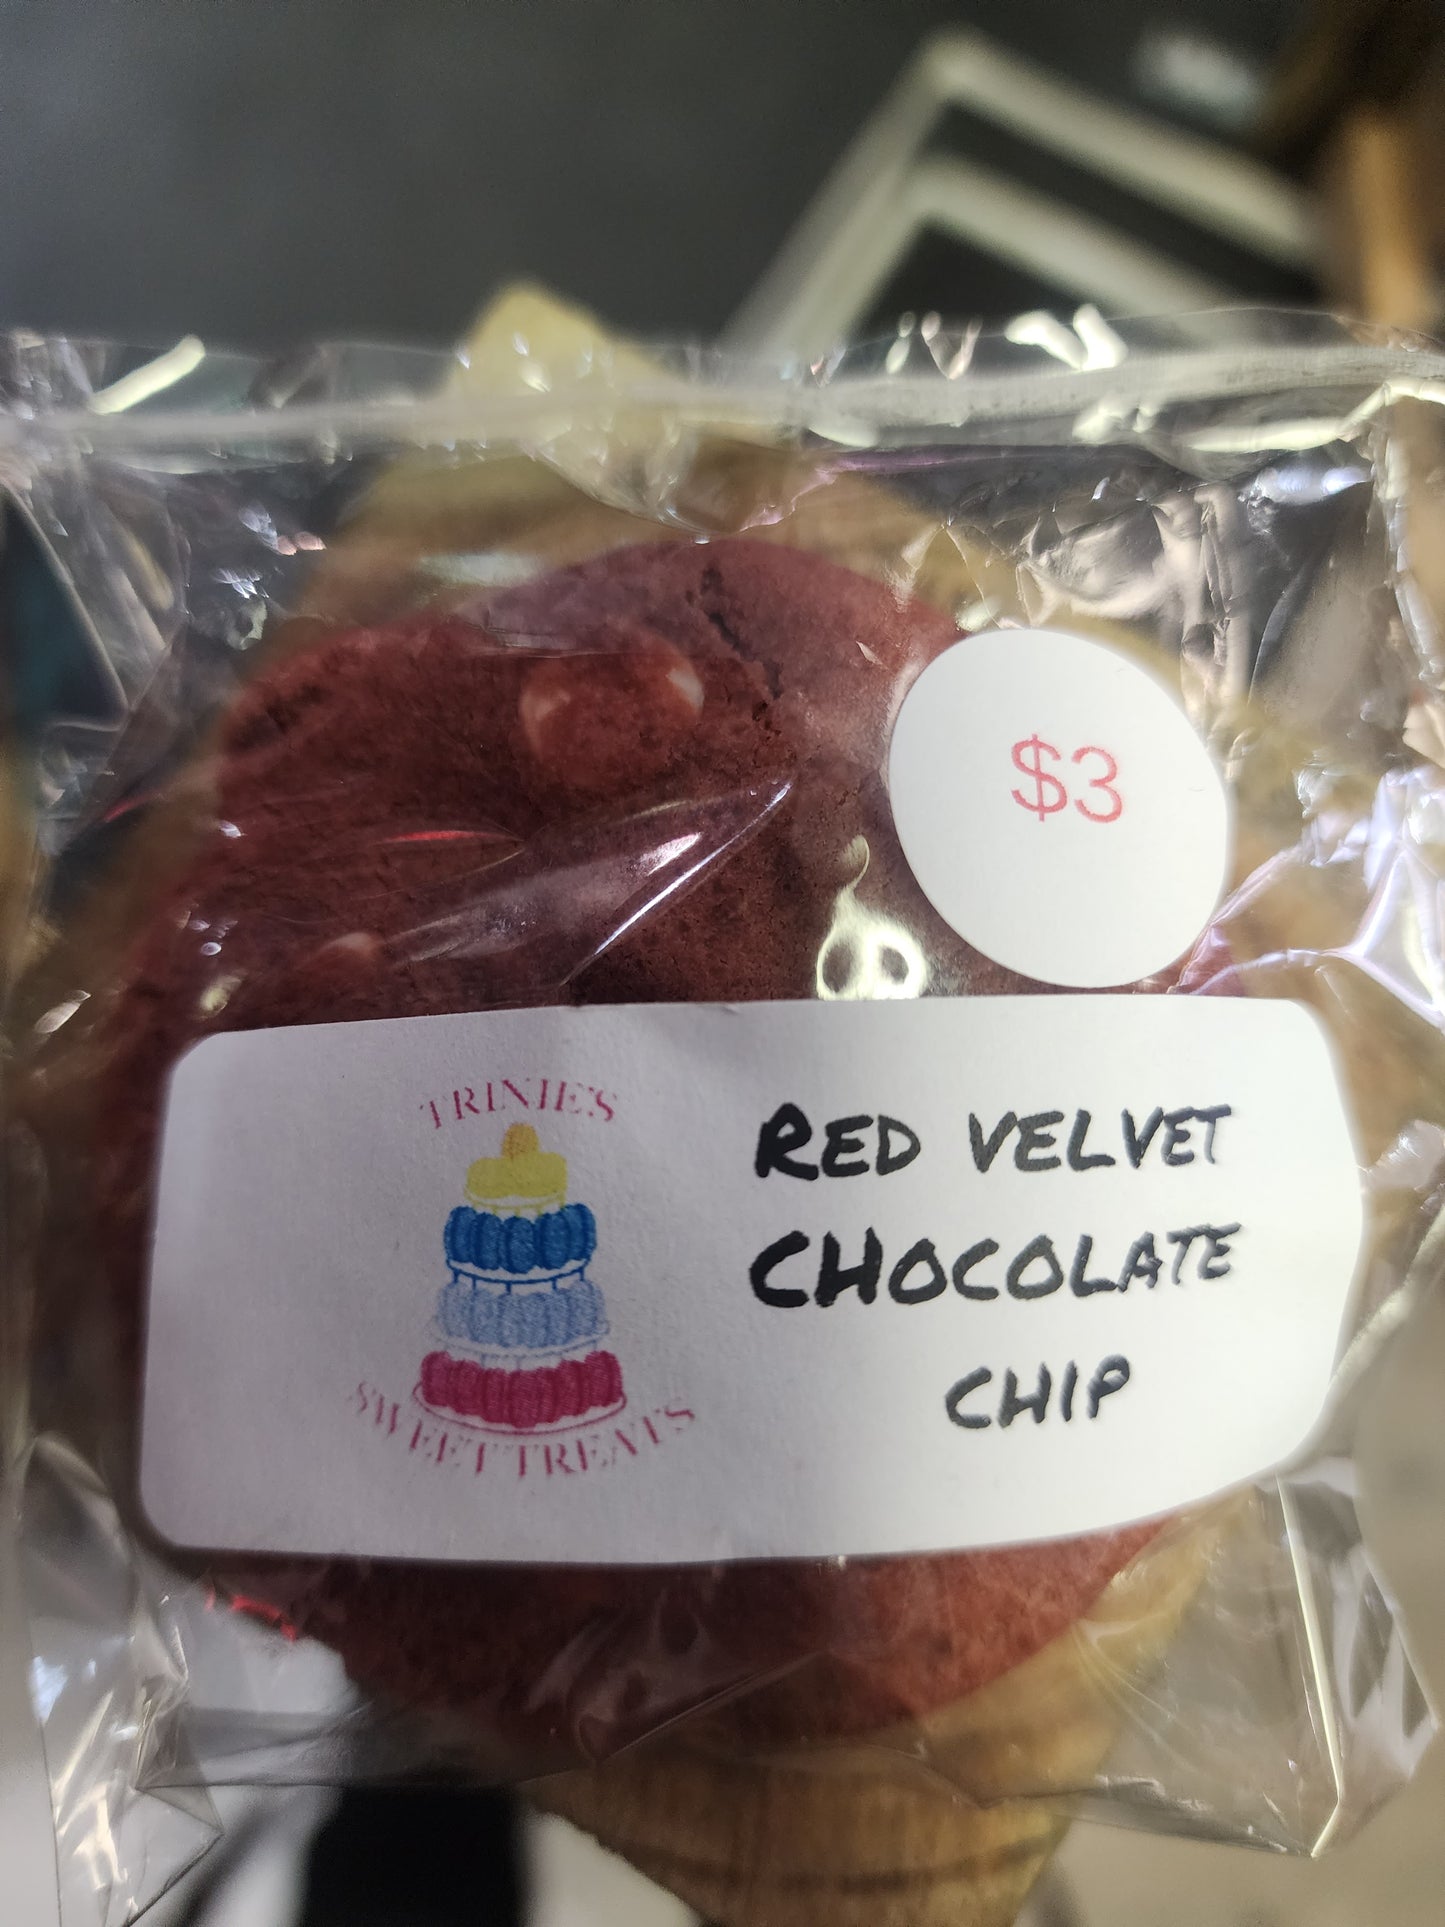 $3
TRINIE'S
SWEET TREATS
RED VELVET
CHOCOLATE
CHIP